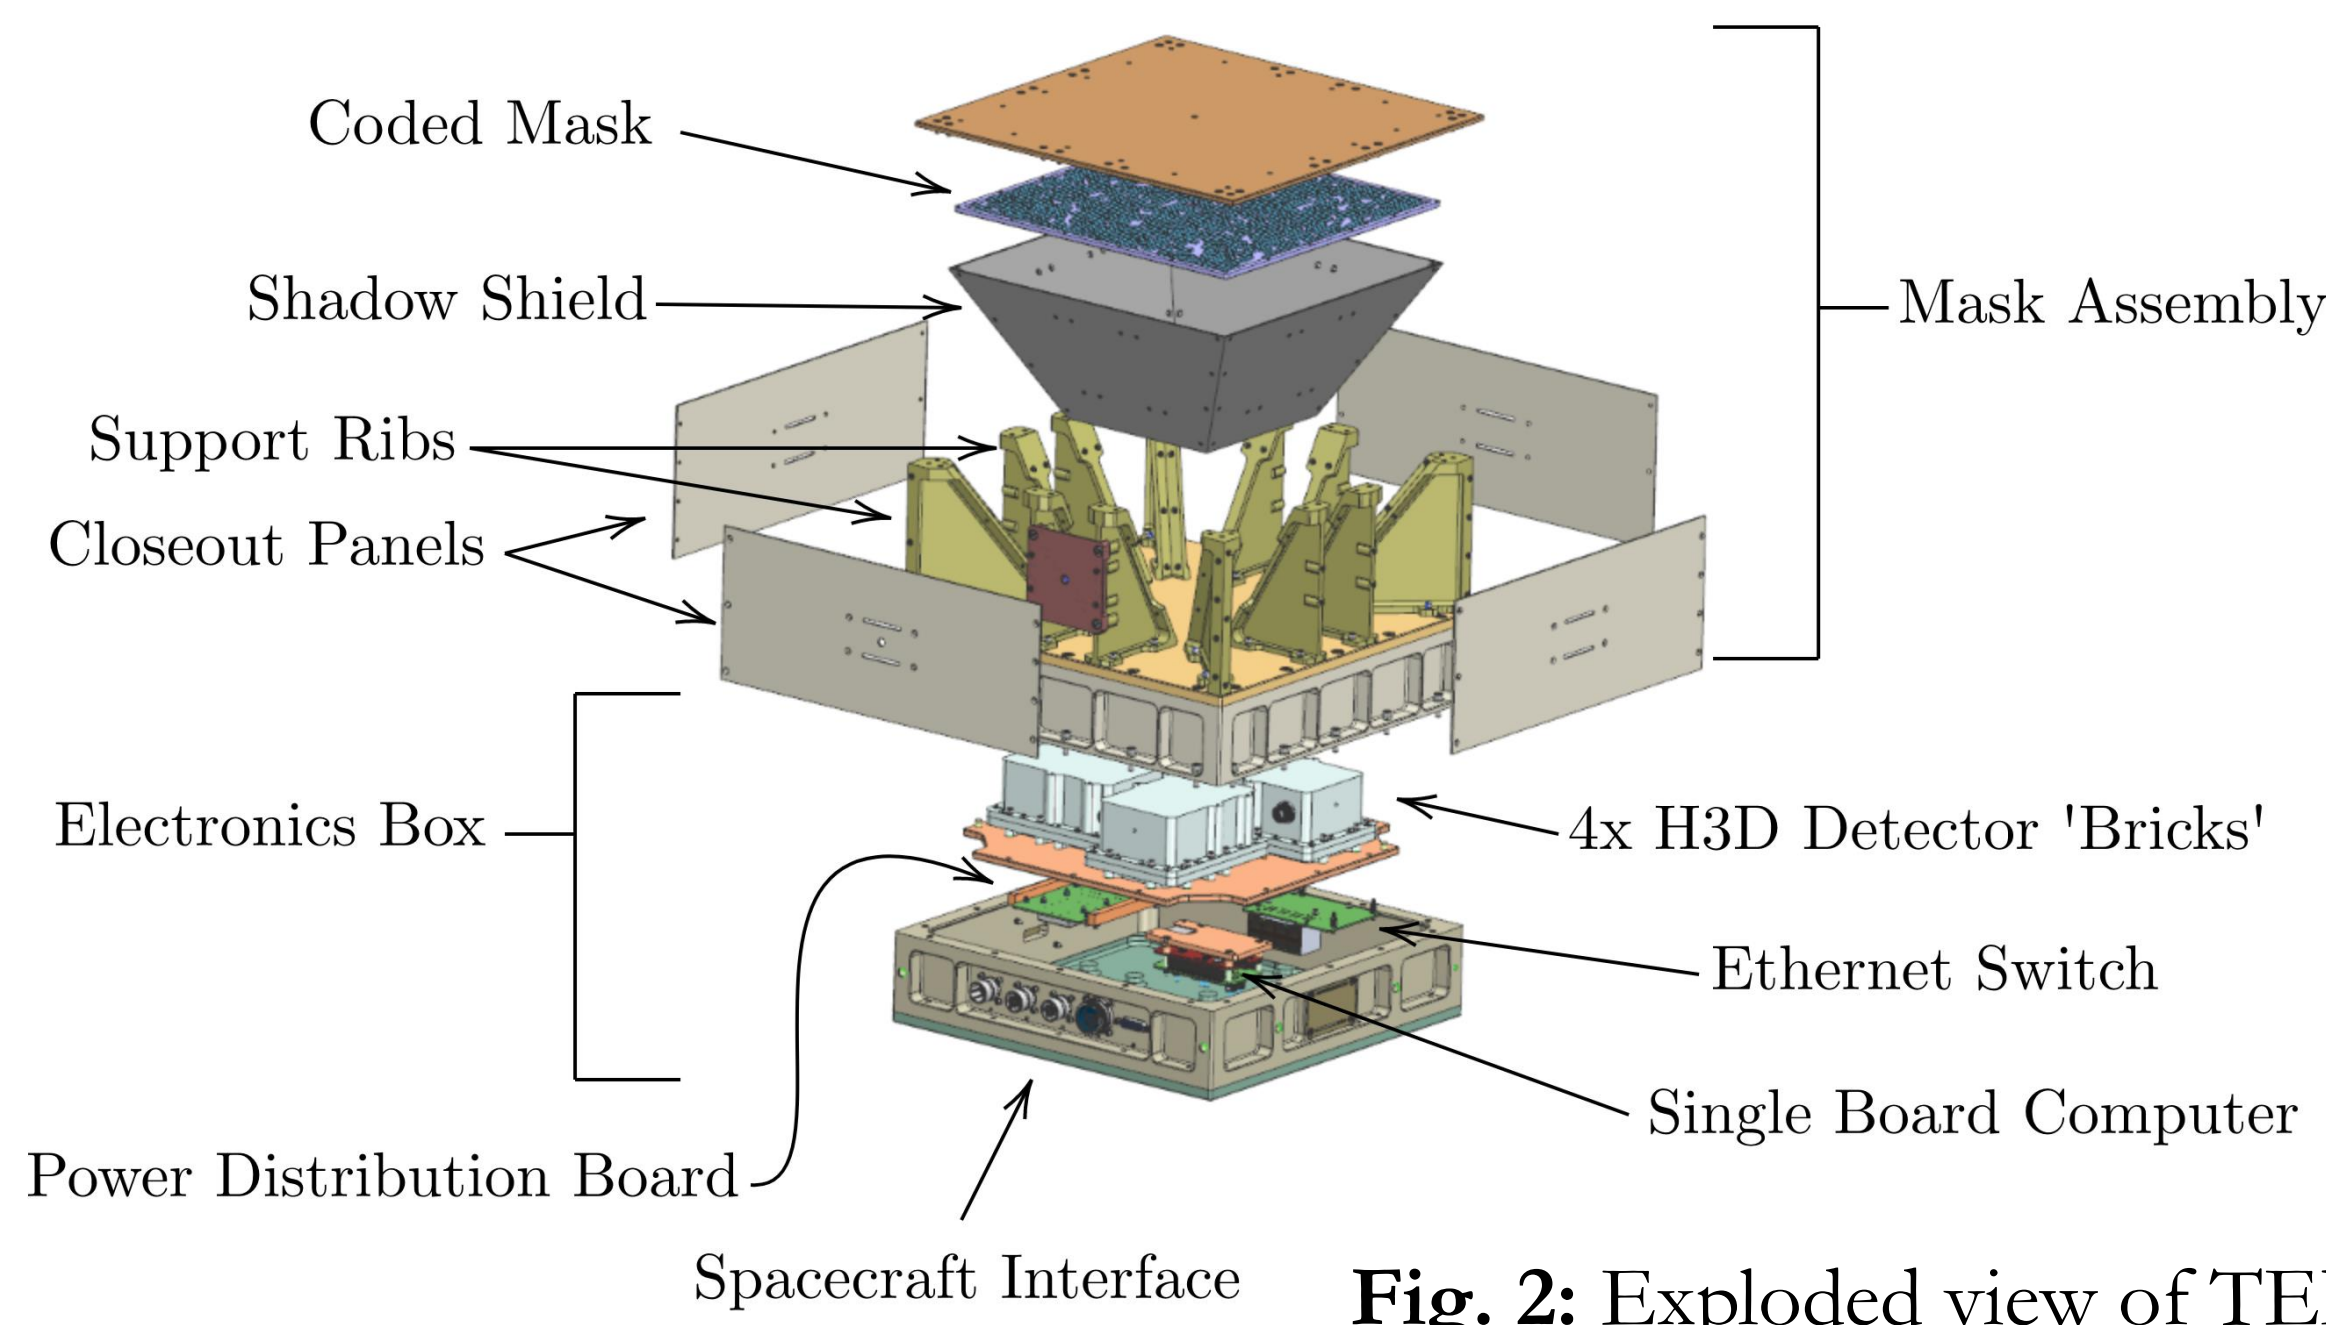 Coded Mask
Shadow Shield
Mask Assembly
Support Ribs
Closeout Panels
Electronics Box
4x H3D Detector 'Bricks'
Ethernet Switch
Single Board Computer
Power Distribution Board
Spacecraft Interface
Fig. 2: Exploded view of